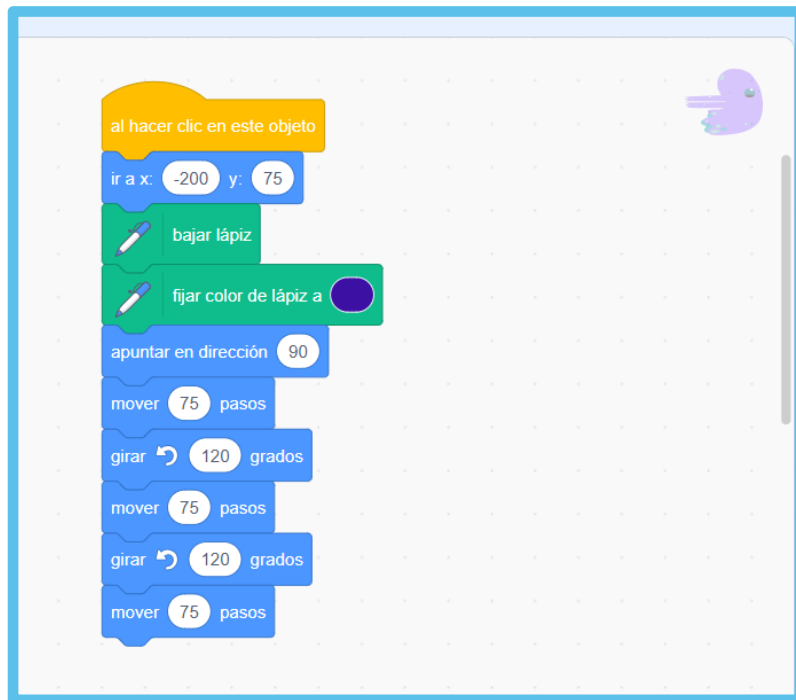 al hacer clic en este objeto
ir a x: -200 y: 75
bajar lápiz
fijar color de lápiz a
apuntar en dirección 90
mover 75 pasos
girar 120 grados
mover 75 pasos
girar 120 grados
mover 75 pasos